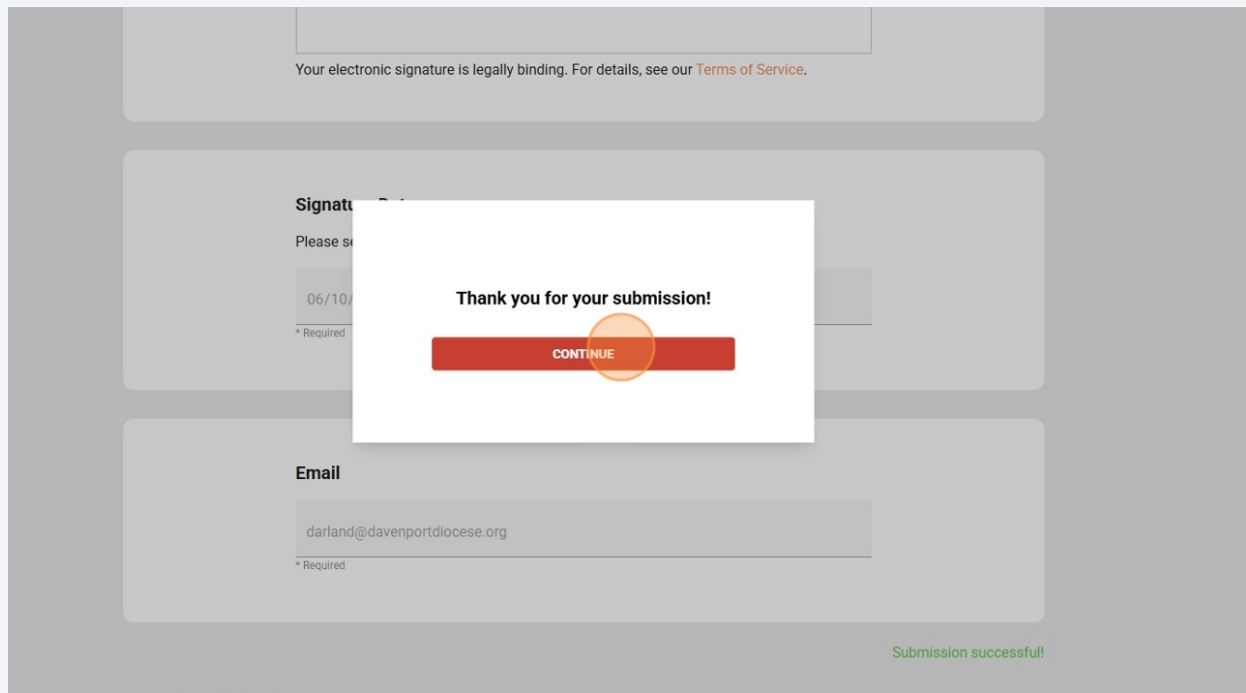 Your electronic signature is legally binding. For details, see our Terms of Service.
Please
06/10/
* Required
Thank you for your submission!
CONTINUE
Email
darland@davenportdiocese.org
* Required
Submission successful!